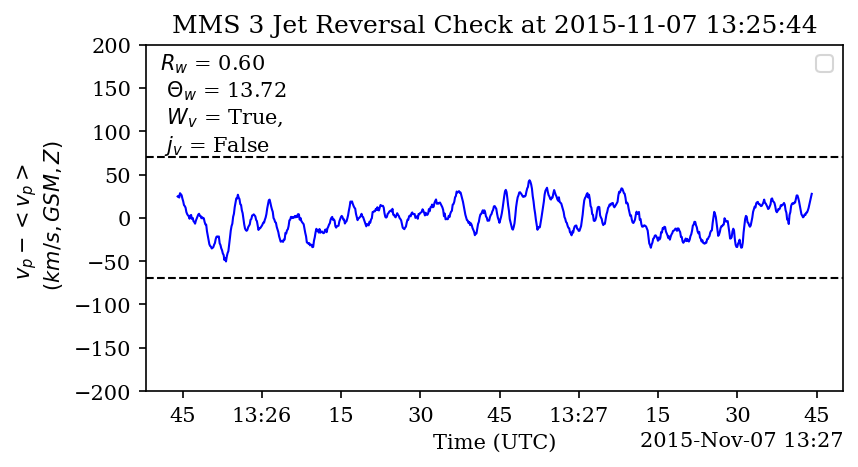 MMS 3 Jet Reversal Check at 2015-11-07 13:25:44
v_p − < v_p >
(km/s, GSM, Z)
200
150
100
50
0
−50
−100
−150
−200
R_w = 0.60
Θ_w = 13.72
W_v = True,
j_v = False
45 13:26 15 30 45 13:27 15 30 45
Time (UTC)
2015-Nov-07 13:27